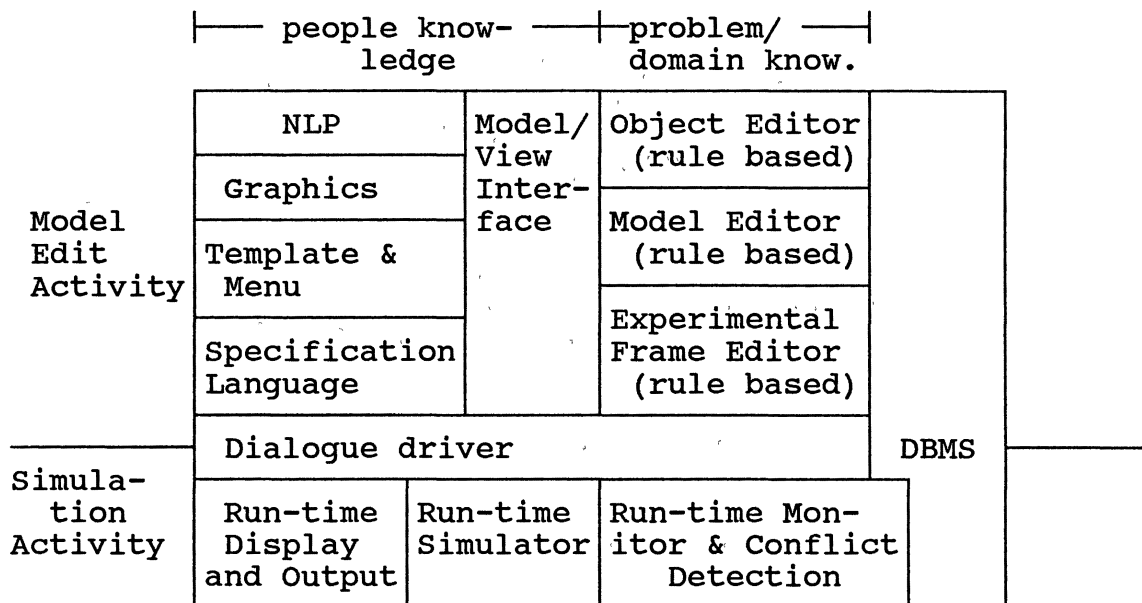 people know-
ledge
problem/
domain know.
Model
Edit
Activity
NLP
Graphics
Template &
Menu
Specification
Language
Model/
View
Inter-
face
Object Editor
(rule based)
Model Editor
(rule based)
Experimental
Frame Editor
(rule based)
Dialogue driver
DBMS
Simula-
tion
Activity
Run-time
Display
and Output
Run-time
Simulator
Run-time Mon-
itor & Conflict
Detection